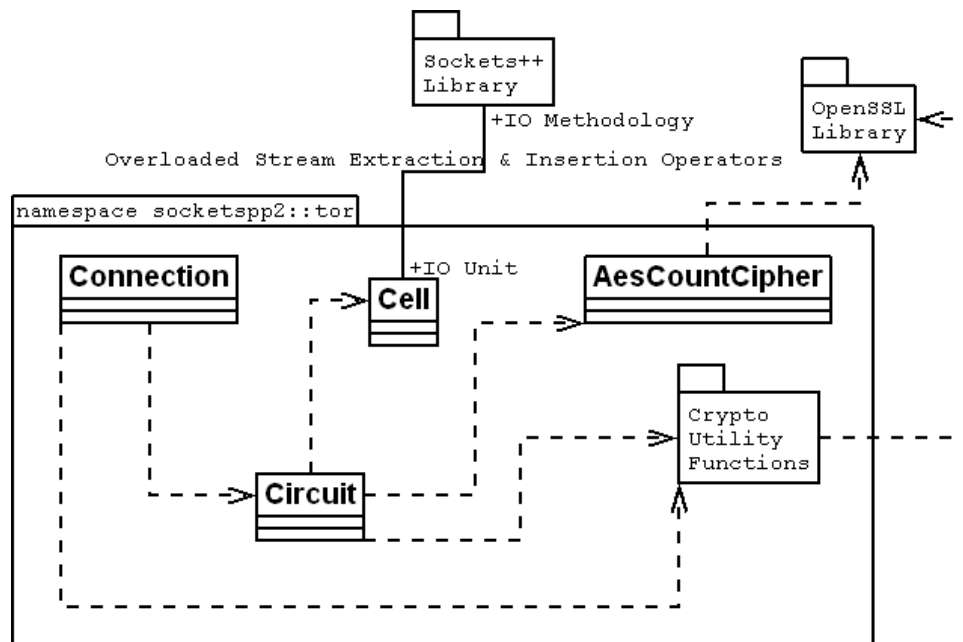 Sockets++
Library
+IO Methodology
OpenSSL
Library
Overloaded Stream Extraction & Insertion Operators
namespace socketspp2::tor
Connection
+IO Unit
Cell
AesCountCipher
Crypto
Utility
Functions
Circuit